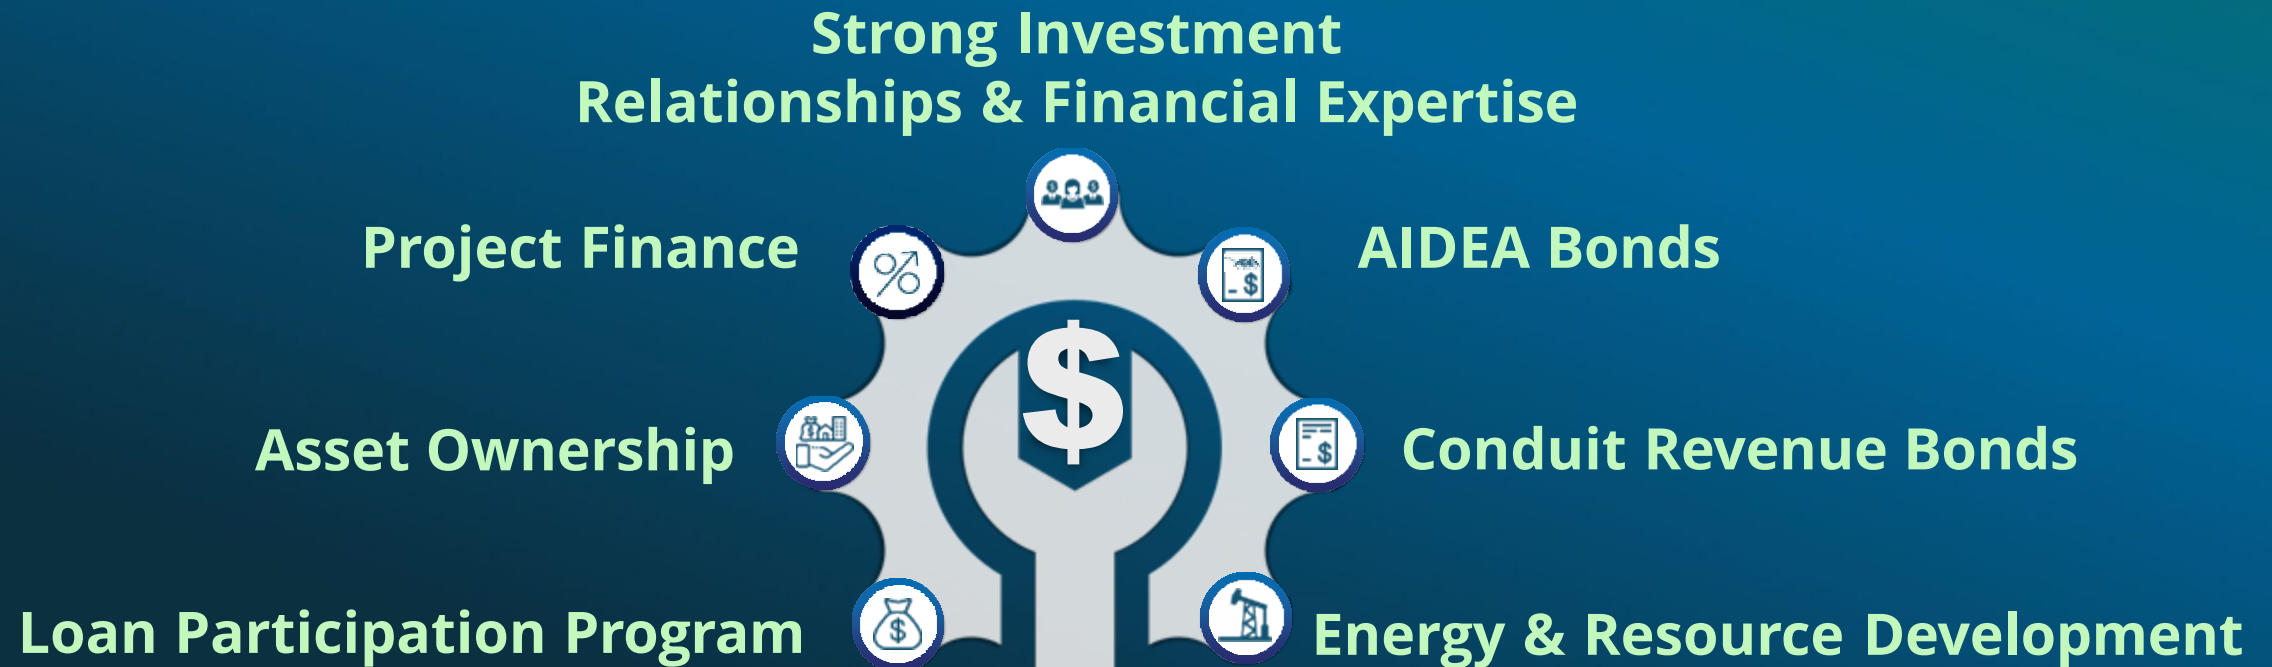 Strong Investment
Relationships & Financial Expertise
Project Finance
AIDEA Bonds
$
Asset Ownership
Conduit Revenue Bonds
Loan Participation Program
Energy & Resource Development